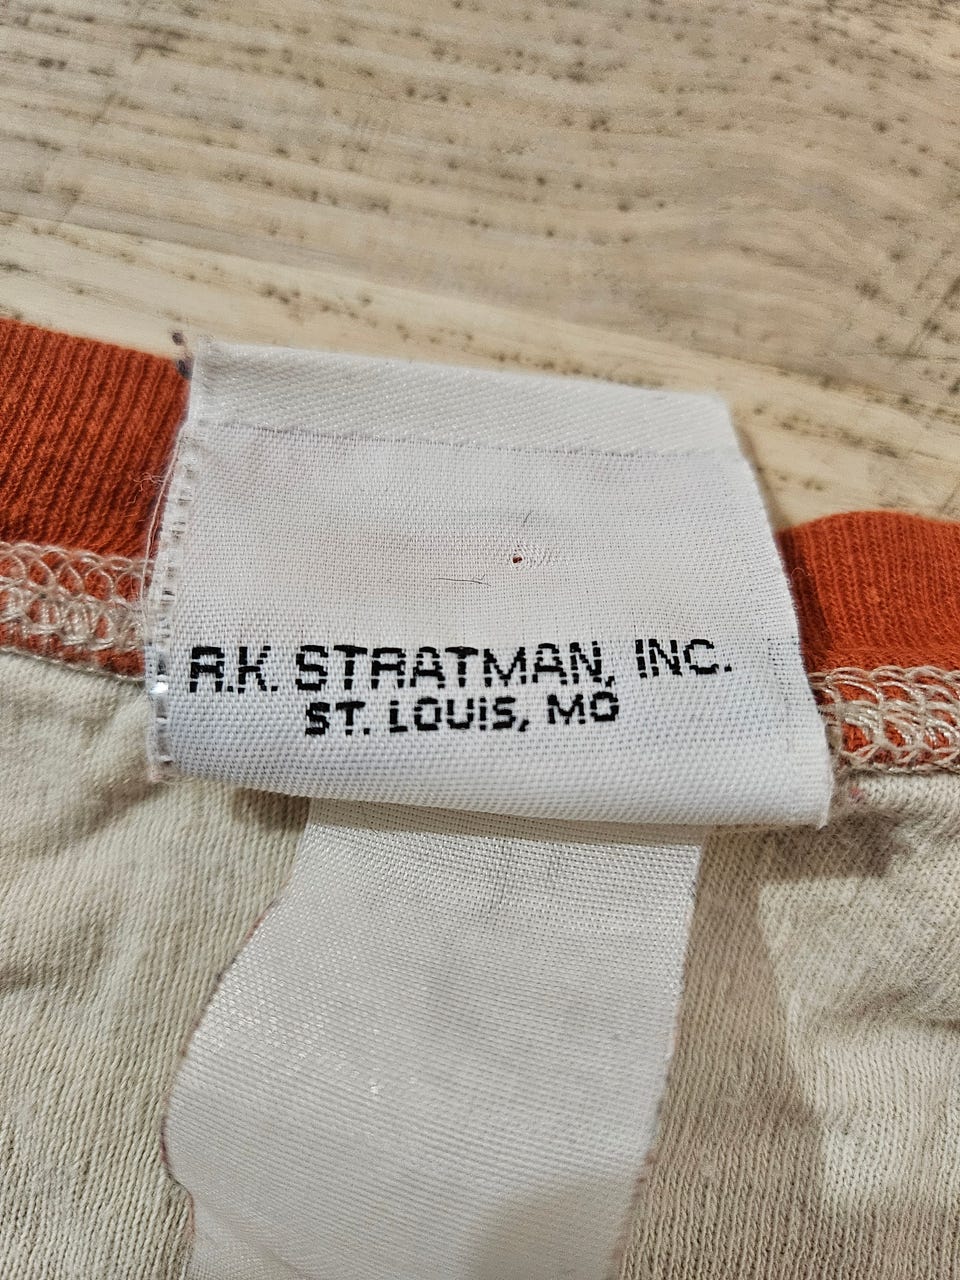 R.K. STRATMAN, INC.
ST. LOUIS, MO